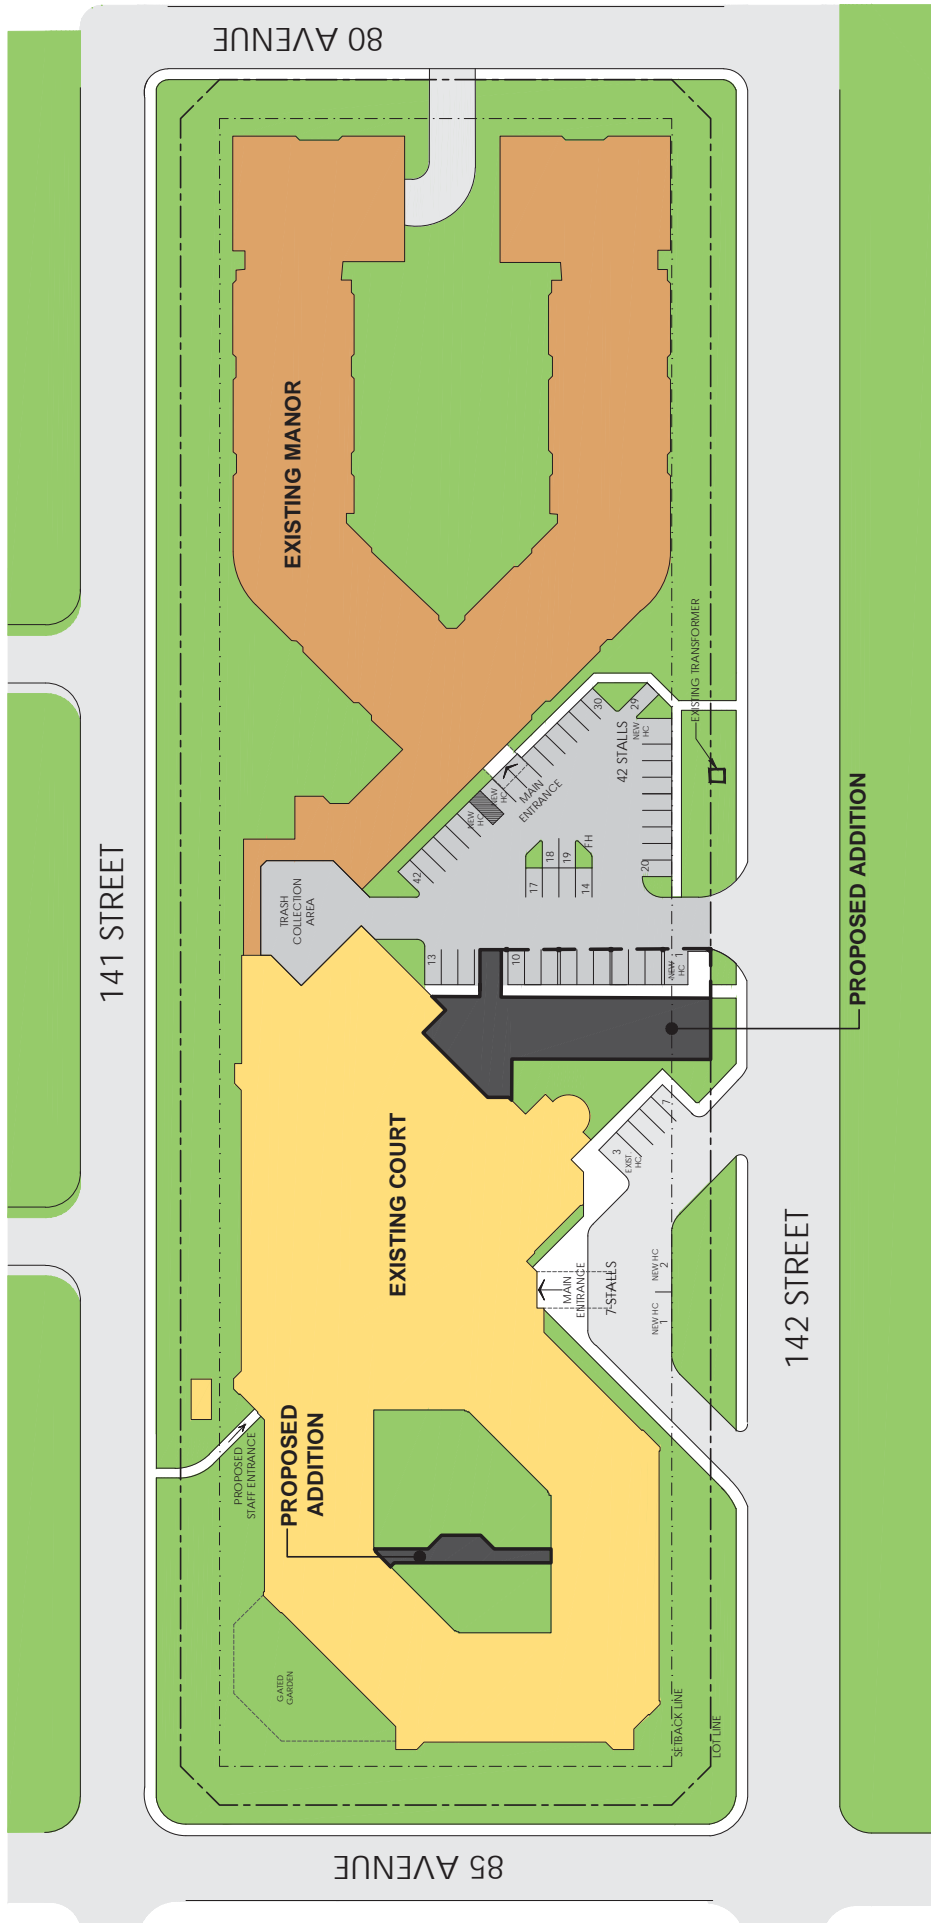 80 AVENUE
EXISTING MANOR
EXISTING TRANSFORMER
30
29
NEW
HC
42 STALLS
MAIN
ENTRANCE
NEW
HC
NEW
HC
42
18
19
FH
17
14
20
TRASH
COLLECTION
AREA
141 STREET
13
10
NEW
HC
1
PROPOSED ADDITION
EXISTING COURT
7
3
EXIST
HC
MAIN
ENTRANCE
7 STALLS
NEW HC
2
NEW HC
1
142 STREET
PROPOSED
ADDITION
PROPOSED
STAFF ENTRANCE
GATED
GARDEN
SETBACK LINE
LOT LINE
85 AVENUE